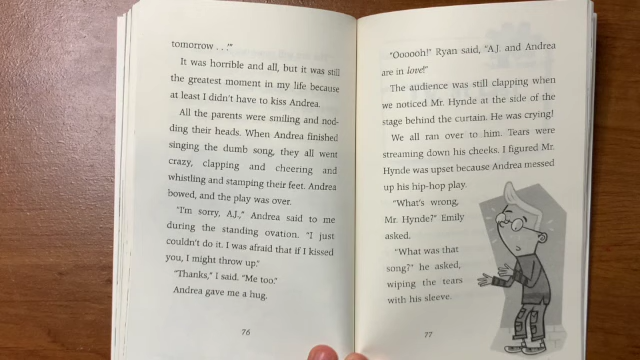 tomorrow . . .!"
It was horrible and all, but it was still
the greatest moment in my life because
at least I didn't have to kiss Andrea.
All the parents were smiling and nod-
ding their heads. When Andrea finished
singing the dumb song, they all went
crazy, clapping and cheering and
whistling and stamping their feet. Andrea
bowed, and the play was over.
"I'm sorry, A.J.," Andrea said to me
during the standing ovation. "I just
couldn't do it. I was afraid that if I kissed
you, I might throw up."
"Thanks," I said. "Me too."
Andrea gave me a hug.
76
"Oooooh!" Ryan said, "A.J. and Andrea
are in love!"
The audience was still clapping when
we noticed Mr. Hynde at the side of the
stage behind the curtain. He was crying!
We all ran over to him. Tears were
streaming down his cheeks. I figured Mr.
Hynde was upset because Andrea messed
up his hip-hop play.
"What's wrong,
Mr. Hynde?" Emily
asked.
"What was that
song?" he asked,
wiping the tears
with his sleeve.
77